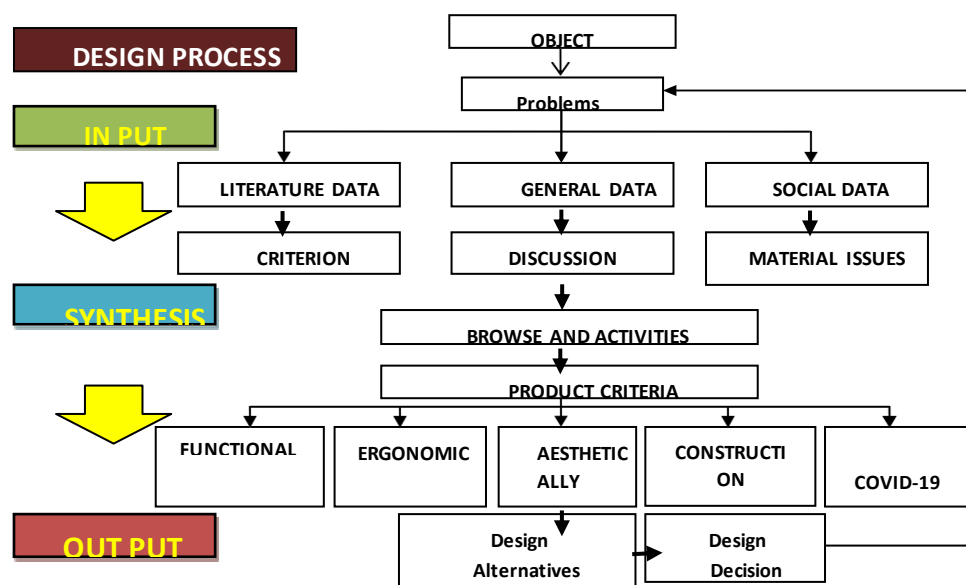 DESIGN PROCESS
OBJECT
Problems
IN PUT
LITERATURE DATA
GENERAL DATA
SOCIAL DATA
CRITERION
DISCUSSION
MATERIAL ISSUES
SYNTHESIS
BROWSE AND ACTIVITIES
PRODUCT CRITERIA
FUNCTIONAL
ERGONOMIC
AESTHETIC
ALLY
CONSTRUCTI
ON
COVID-19
OUT PUT
Design
Alternatives
Design
Decision